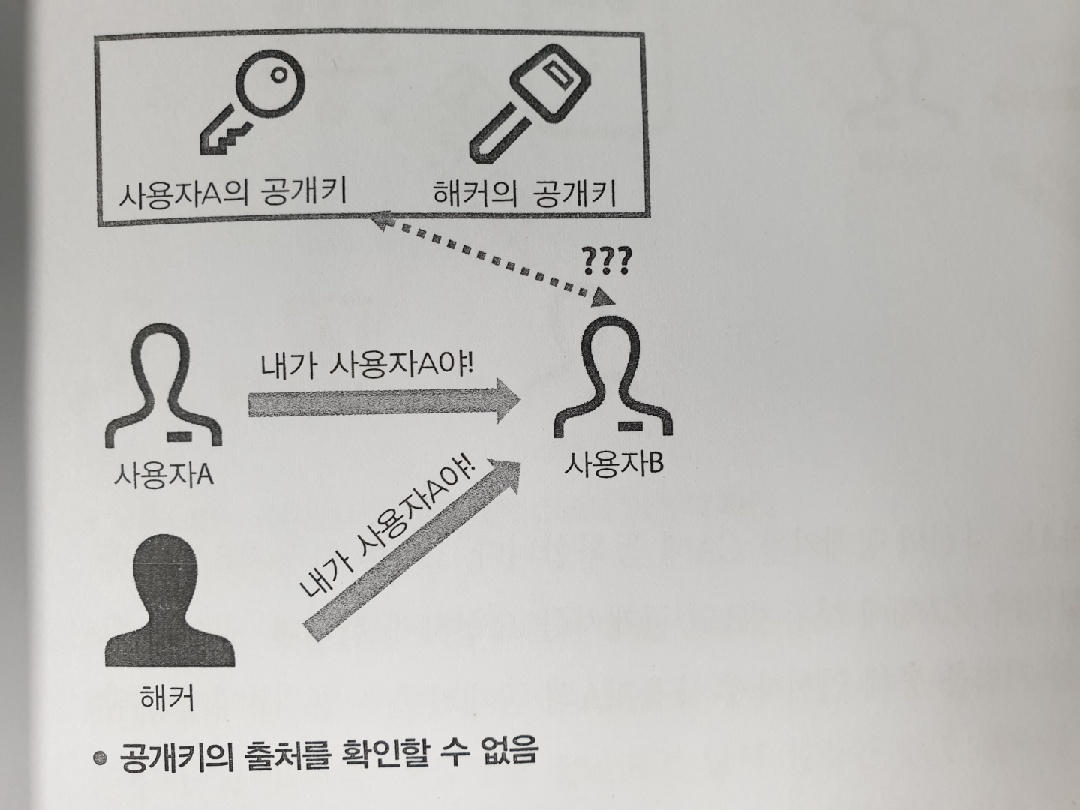 사용자A의 공개키
해커의 공개키
???
내가 사용자A야!
사용자A
사용자B
내가 사용자A야!
해커
• 공개키의 출처를 확인할 수 없음